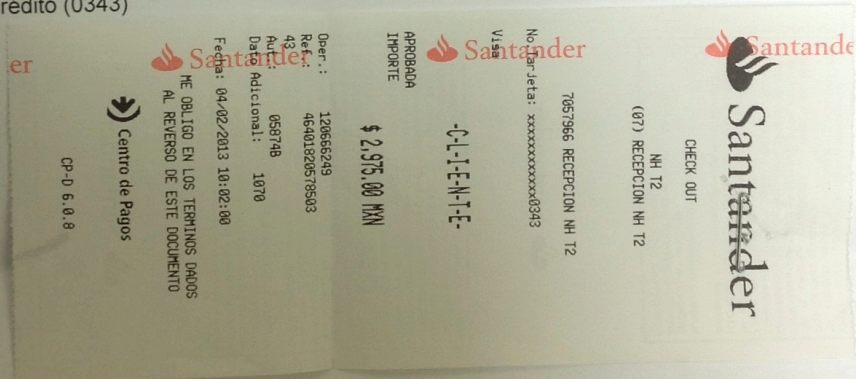 rédito (0343)
Santander
CHECK OUT
NH T2
(07) RECEPCION NH T2
7057966 RECEPCION NH T2
No.Tarjeta: xxxxxxxxxxxx0343
Visa
-C-L-I-E-N-T-E-
APROBADA
IMPORTE
$ 2,975.00 MXN
Oper.: 120666249
Ref.: 46401820578503
43
Aut.: 05874B
Dato Adicional: 1070
Fecha: 04/02/2013 10:02:00
ME OBLIGO EN LOS TERMINOS DADOS
AL REVERSO DE ESTE DOCUMENTO
Centro de Pagos
CP-D 6.0.8
er
Santander
Santander
Santande